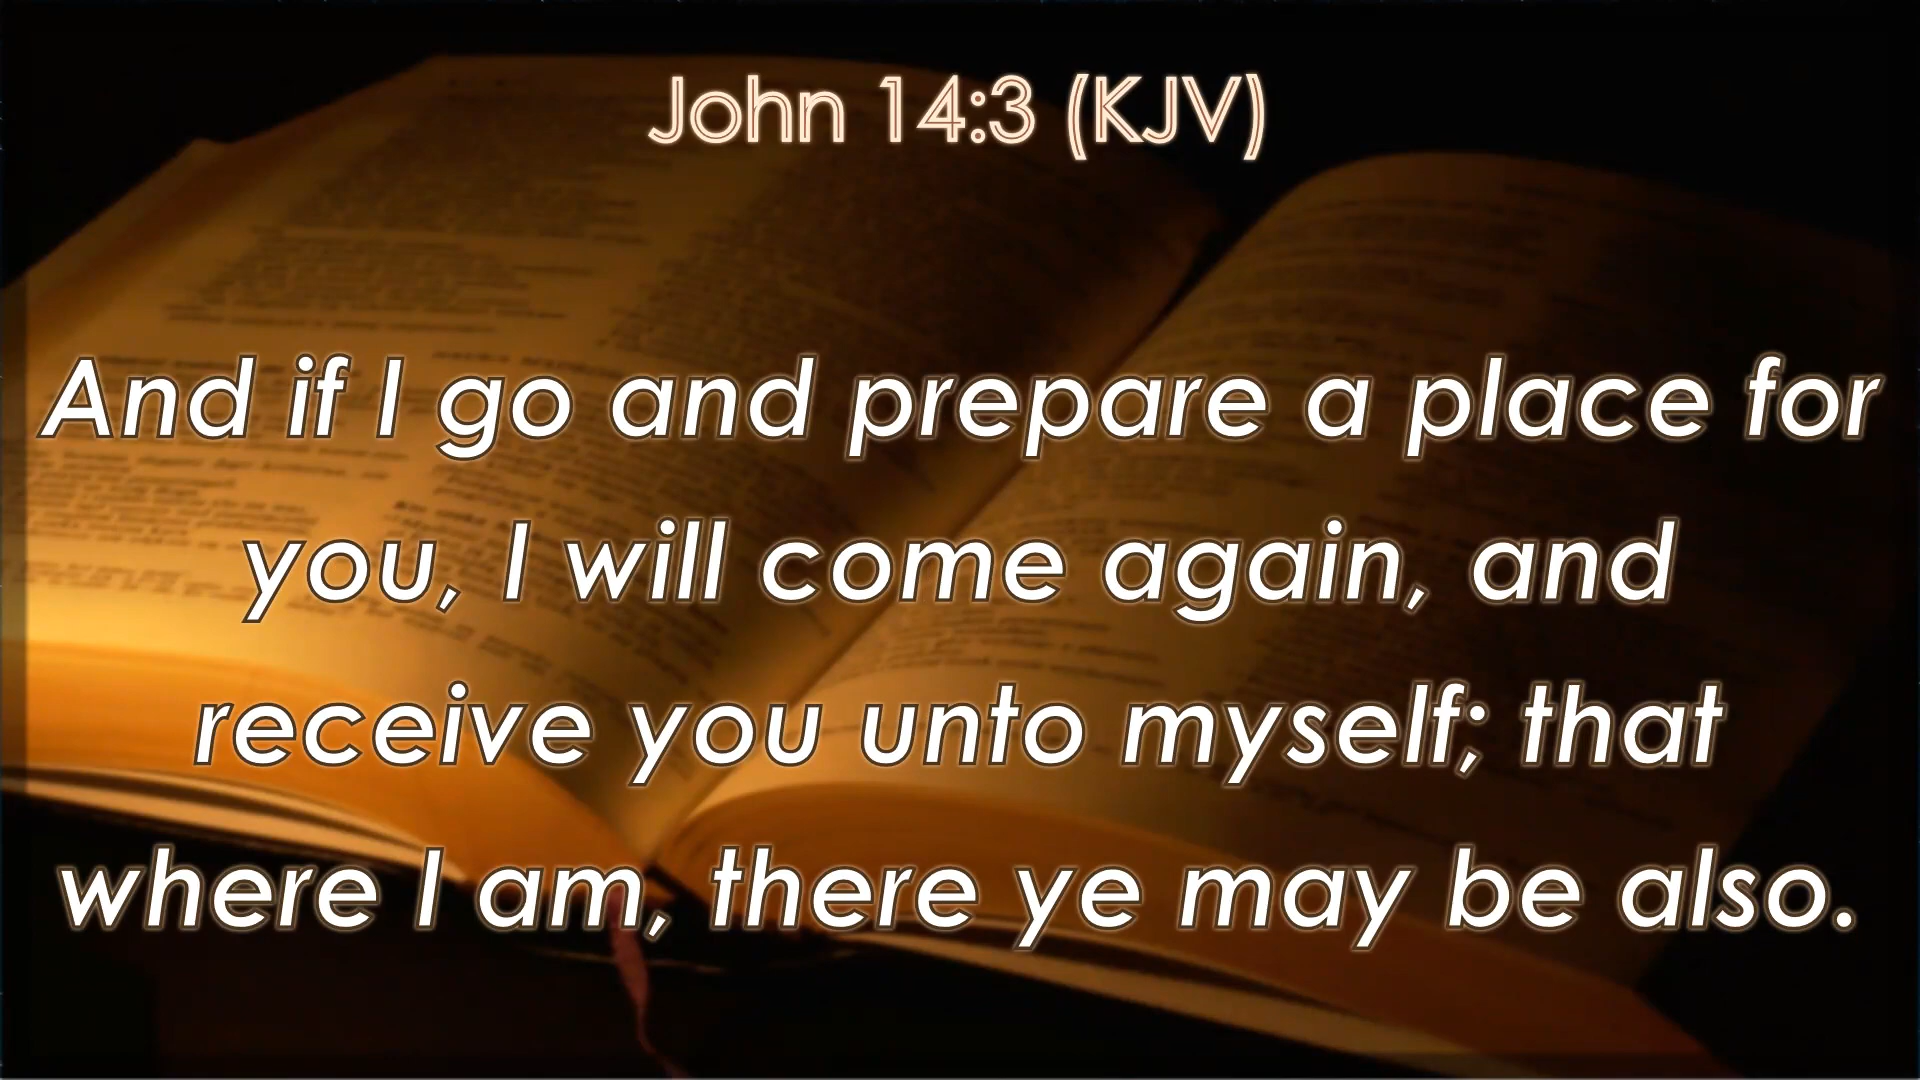 John 14:3 (KJV)
And if I go and prepare a place for
you, I will come again, and
receive you unto myself; that
where I am, there ye may be also.